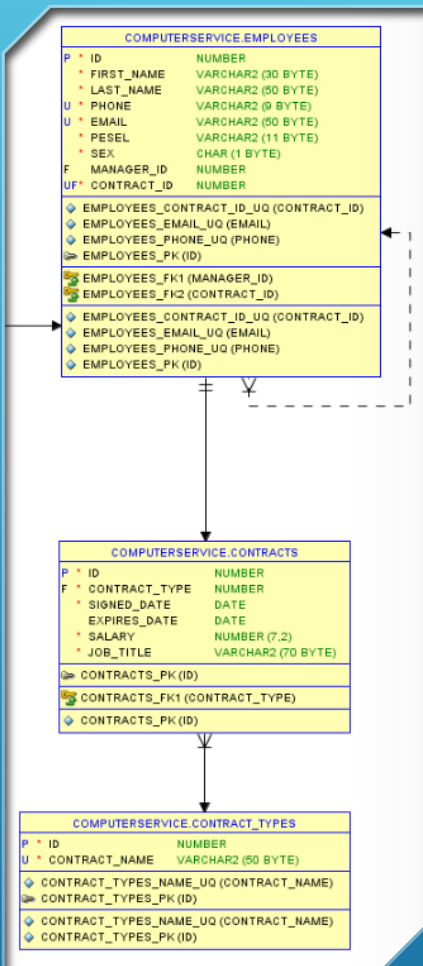 COMPUTERSERVICE.EMPLOYEES
P * ID NUMBER
* FIRST_NAME VARCHAR2 (30 BYTE)
* LAST_NAME VARCHAR2 (50 BYTE)
U * PHONE VARCHAR2 (9 BYTE)
U * EMAIL VARCHAR2 (50 BYTE)
* PESEL VARCHAR2 (11 BYTE)
* SEX CHAR (1 BYTE)
F MANAGER_ID NUMBER
UF* CONTRACT_ID NUMBER
EMPLOYEES_CONTRACT_ID_UQ (CONTRACT_ID)
EMPLOYEES_EMAIL_UQ (EMAIL)
EMPLOYEES_PHONE_UQ (PHONE)
EMPLOYEES_PK (ID)
EMPLOYEES_FK1 (MANAGER_ID)
EMPLOYEES_FK2 (CONTRACT_ID)
EMPLOYEES_CONTRACT_ID_UQ (CONTRACT_ID)
EMPLOYEES_EMAIL_UQ (EMAIL)
EMPLOYEES_PHONE_UQ (PHONE)
EMPLOYEES_PK (ID)
COMPUTERSERVICE.CONTRACTS
P * ID NUMBER
F * CONTRACT_TYPE NUMBER
* SIGNED_DATE DATE
EXPIRES_DATE DATE
* SALARY NUMBER (7,2)
* JOB_TITLE VARCHAR2 (70 BYTE)
CONTRACTS_PK (ID)
CONTRACTS_FK1 (CONTRACT_TYPE)
CONTRACTS_PK (ID)
COMPUTERSERVICE.CONTRACT_TYPES
P * ID NUMBER
U * CONTRACT_NAME VARCHAR2 (50 BYTE)
CONTRACT_TYPES_NAME_UQ (CONTRACT_NAME)
CONTRACT_TYPES_PK (ID)
CONTRACT_TYPES_NAME_UQ (CONTRACT_NAME)
CONTRACT_TYPES_PK (ID)